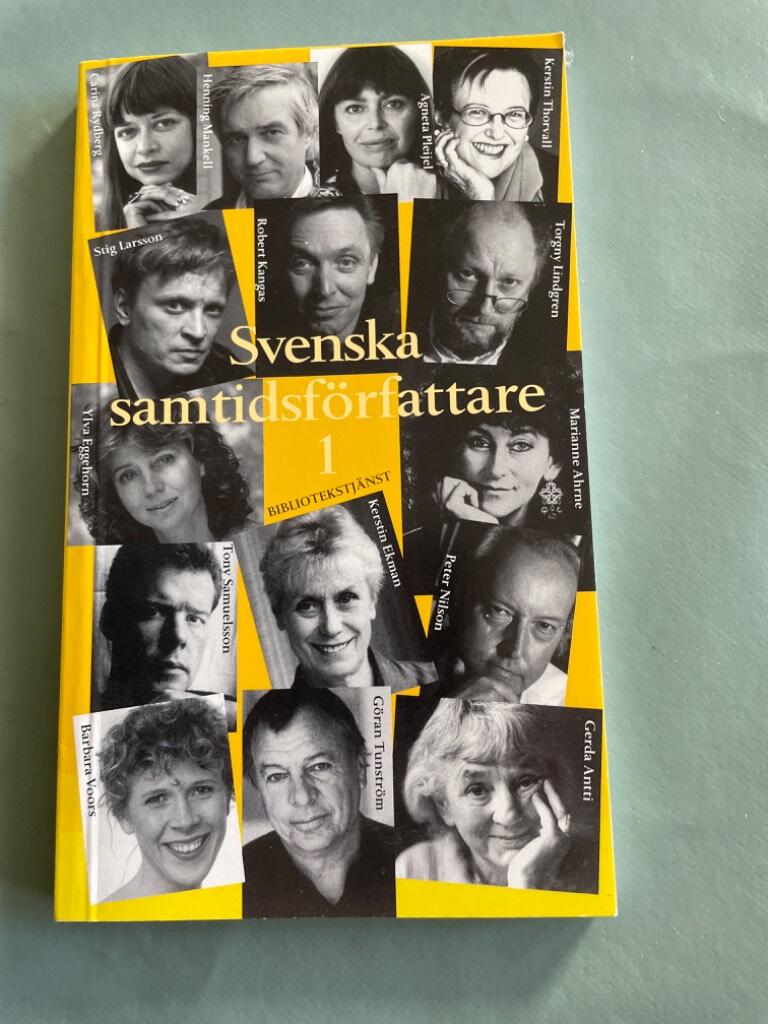 Carina Rydberg
Henning Mankell
Agneta Pleijel
Kerstin Thorvall
Stig Larsson
Robert Kangas
Torgny Lindgren
Svenska
samtidsförfattare
1
BIBLIOTEKSTJÄNST
Ylva Eggehorn
Marianne Ahrne
Tony Samuelsson
Kerstin Ekman
Peter Nilson
Barbara Voors
Göran Tunström
Gerda Antti